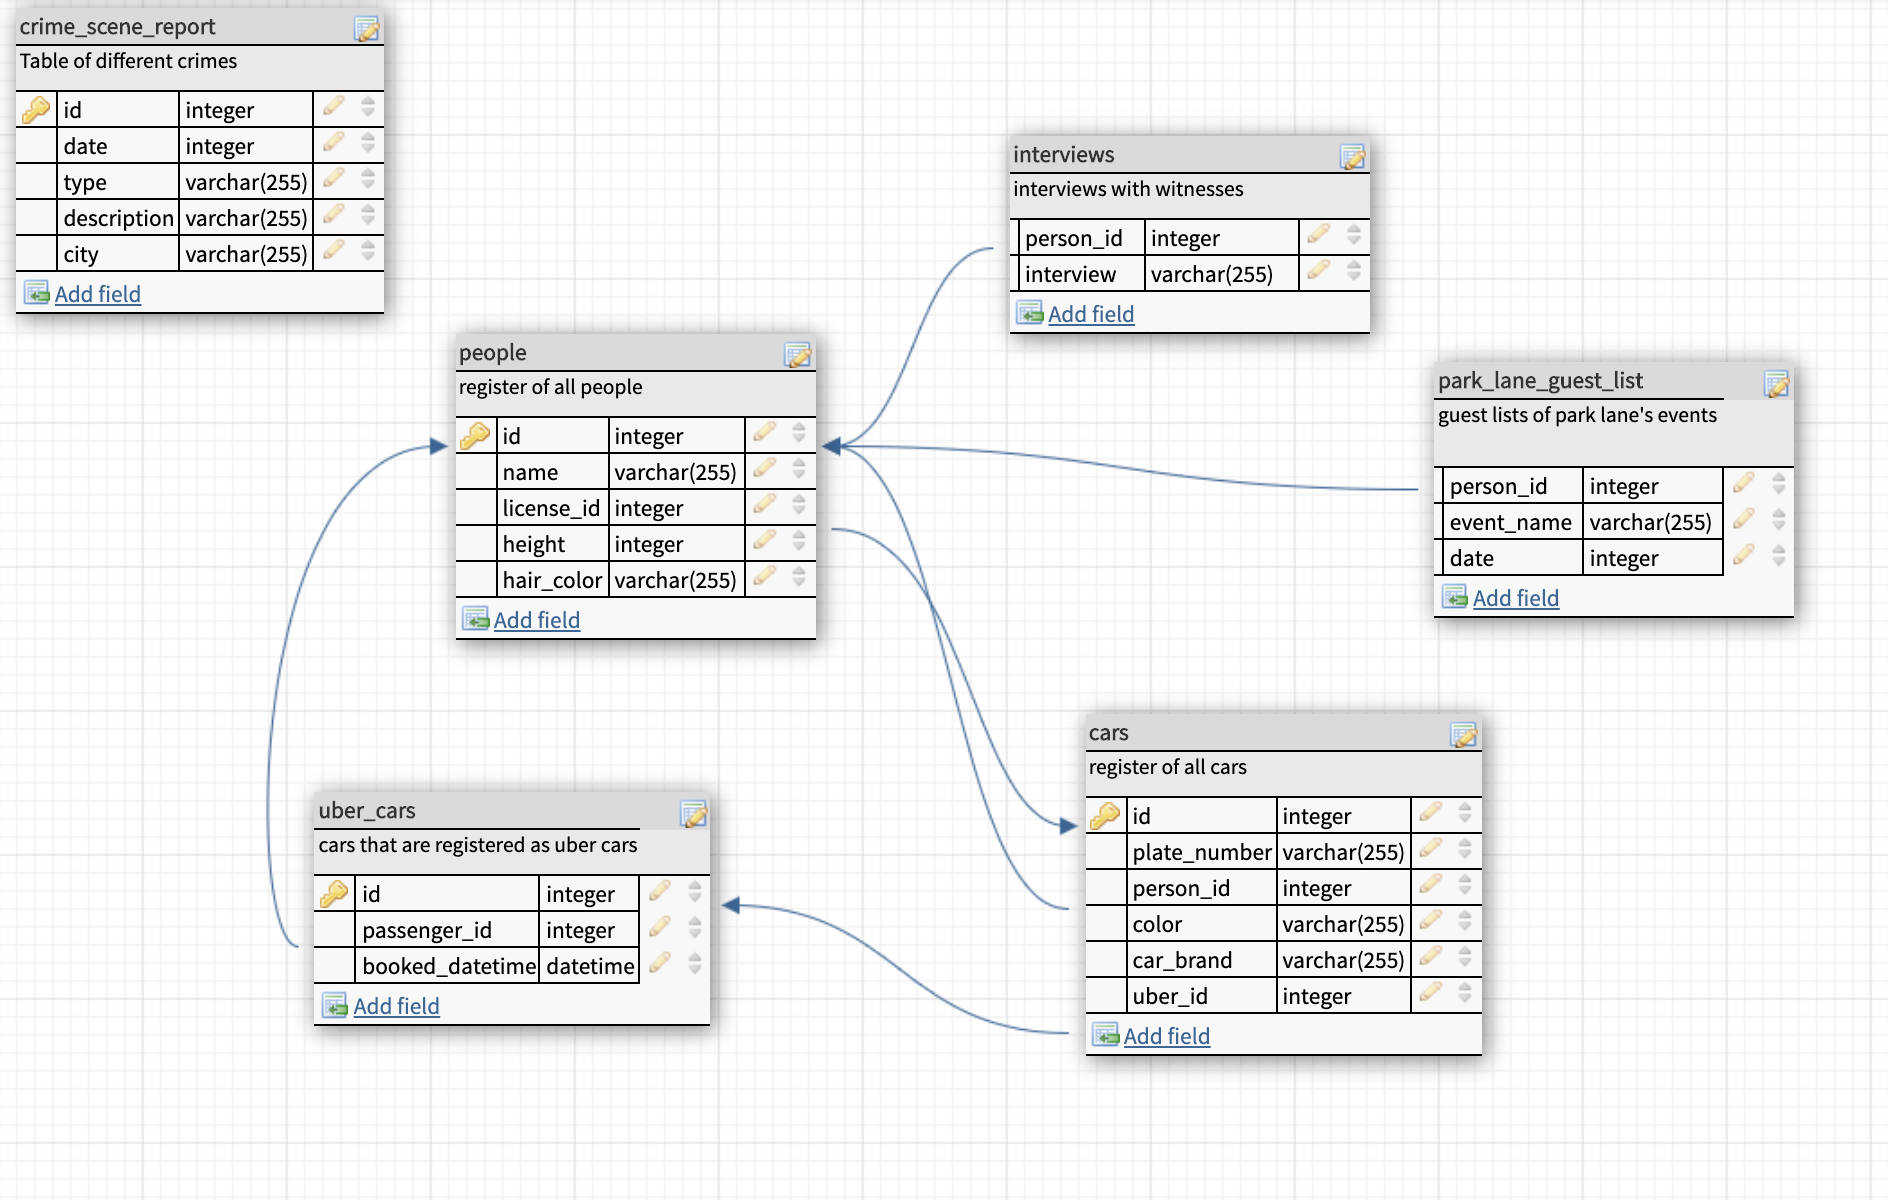 crime_scene_report
Table of different crimes
id integer
date integer
type varchar(255)
description varchar(255)
city varchar(255)
Add field
interviews
interviews with witnesses
person_id integer
interview varchar(255)
Add field
people
register of all people
id integer
name varchar(255)
license_id integer
height integer
hair_color varchar(255)
Add field
park_lane_guest_list
guest lists of park lane's events
person_id integer
event_name varchar(255)
date integer
Add field
cars
register of all cars
id integer
plate_number varchar(255)
person_id integer
color varchar(255)
car_brand varchar(255)
uber_id integer
Add field
uber_cars
cars that are registered as uber cars
id integer
passenger_id integer
booked_datetime datetime
Add field